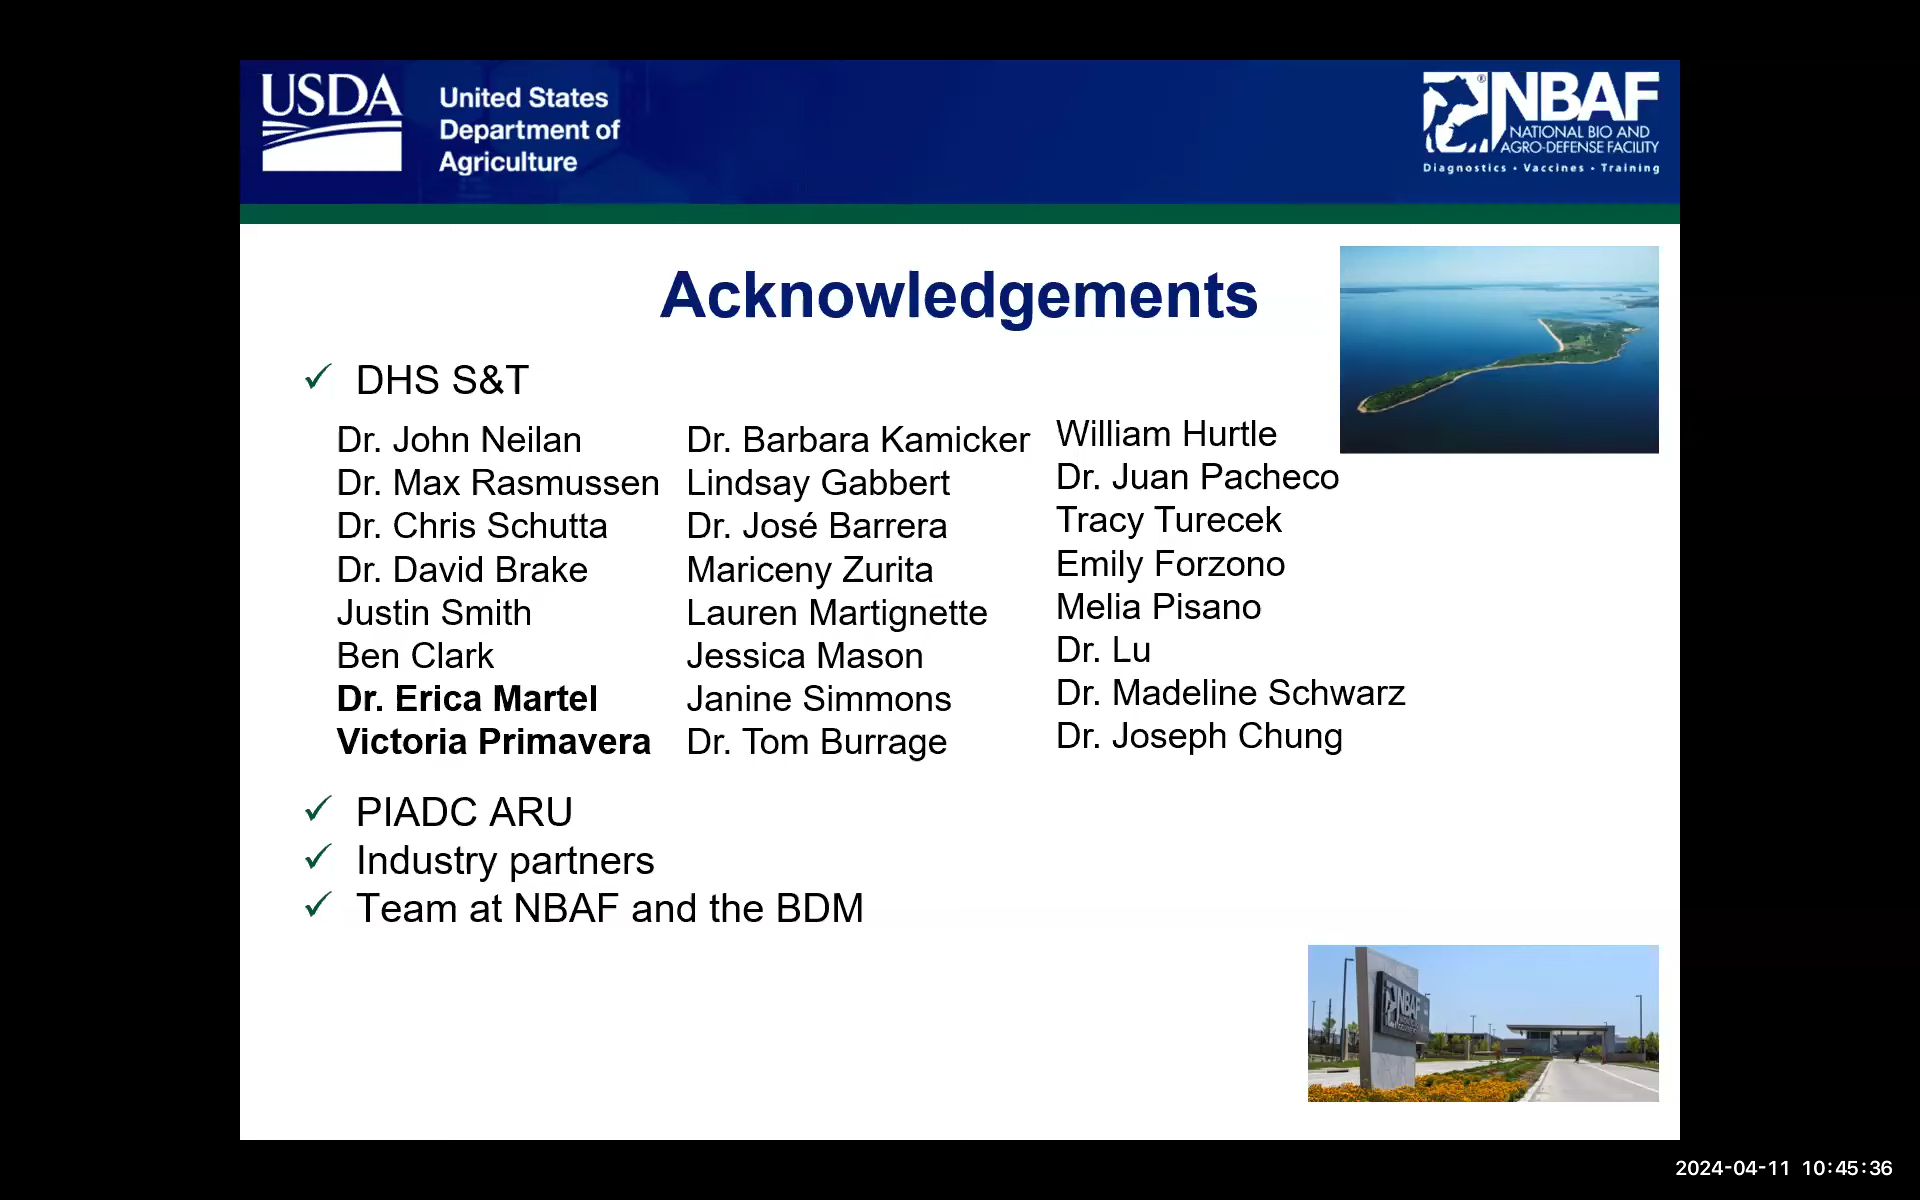 USDA
United States
Department of
Agriculture
NBAF
NATIONAL BIO AND
AGRO-DEFENSE FACILITY
Diagnostics • Vaccines • Training
Acknowledgements
✓ DHS S&T
Dr. John Neilan
Dr. Max Rasmussen
Dr. Chris Schutta
Dr. David Brake
Justin Smith
Ben Clark
Dr. Erica Martel
Victoria Primavera
Dr. Barbara Kamicker
Lindsay Gabbert
Dr. José Barrera
Mariceny Zurita
Lauren Martignette
Jessica Mason
Janine Simmons
Dr. Tom Burrage
William Hurtle
Dr. Juan Pacheco
Tracy Turecek
Emily Forzono
Melia Pisano
Dr. Lu
Dr. Madeline Schwarz
Dr. Joseph Chung
✓ PIADC ARU
✓ Industry partners
✓ Team at NBAF and the BDM
NBAF
2024-04-11 10:45:36